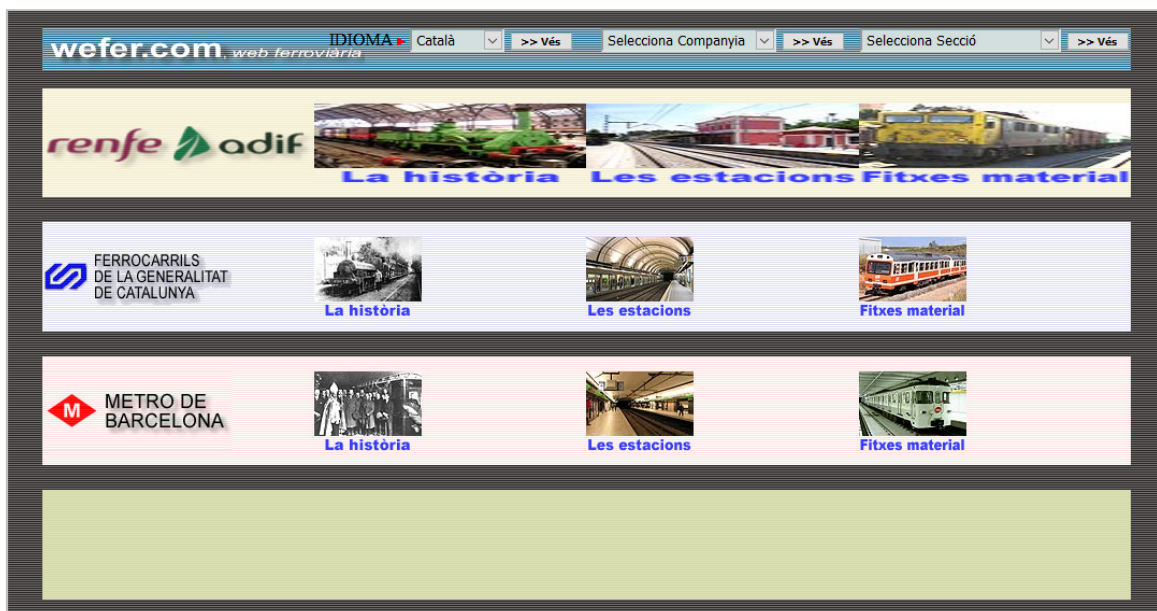 wefer.com, web ferroviària
IDIOMA Català >> Vés Selecciona Companyia >> Vés Selecciona Secció >> Vés
renfe adif
La història Les estacions Fitxes material
FERROCARRILS
DE LA GENERALITAT
DE CATALUNYA
La història Les estacions Fitxes material
M METRO DE
BARCELONA
La història Les estacions Fitxes material